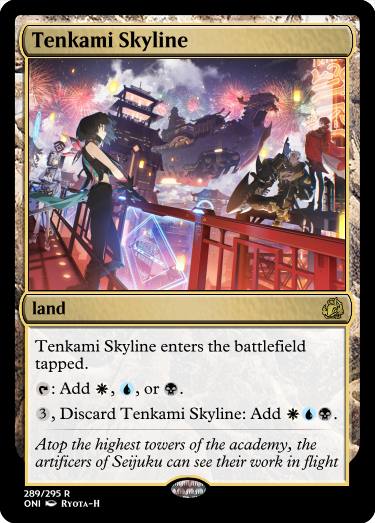 Tenkami Skyline
land
Tenkami Skyline enters the battlefield
tapped.
: Add , , or .
3, Discard Tenkami Skyline: Add .
Atop the highest towers of the academy, the
artificers of Seijuku can see their work in flight
289/295 R
ONI Ryota-H